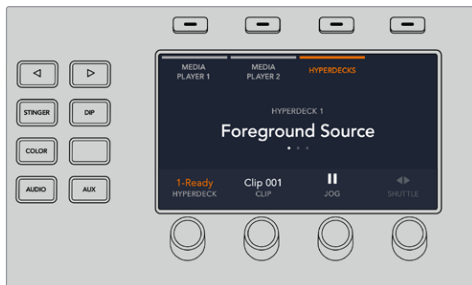 MEDIA
PLAYER 1
MEDIA
PLAYER 2
HYPERDECKS
STINGER
DIP
COLOR
AUDIO
AUX
HYPERDECK 1
Foreground Source
1-Ready
HYPERDECK
Clip 001
CLIP
JOG
SHUTTLE